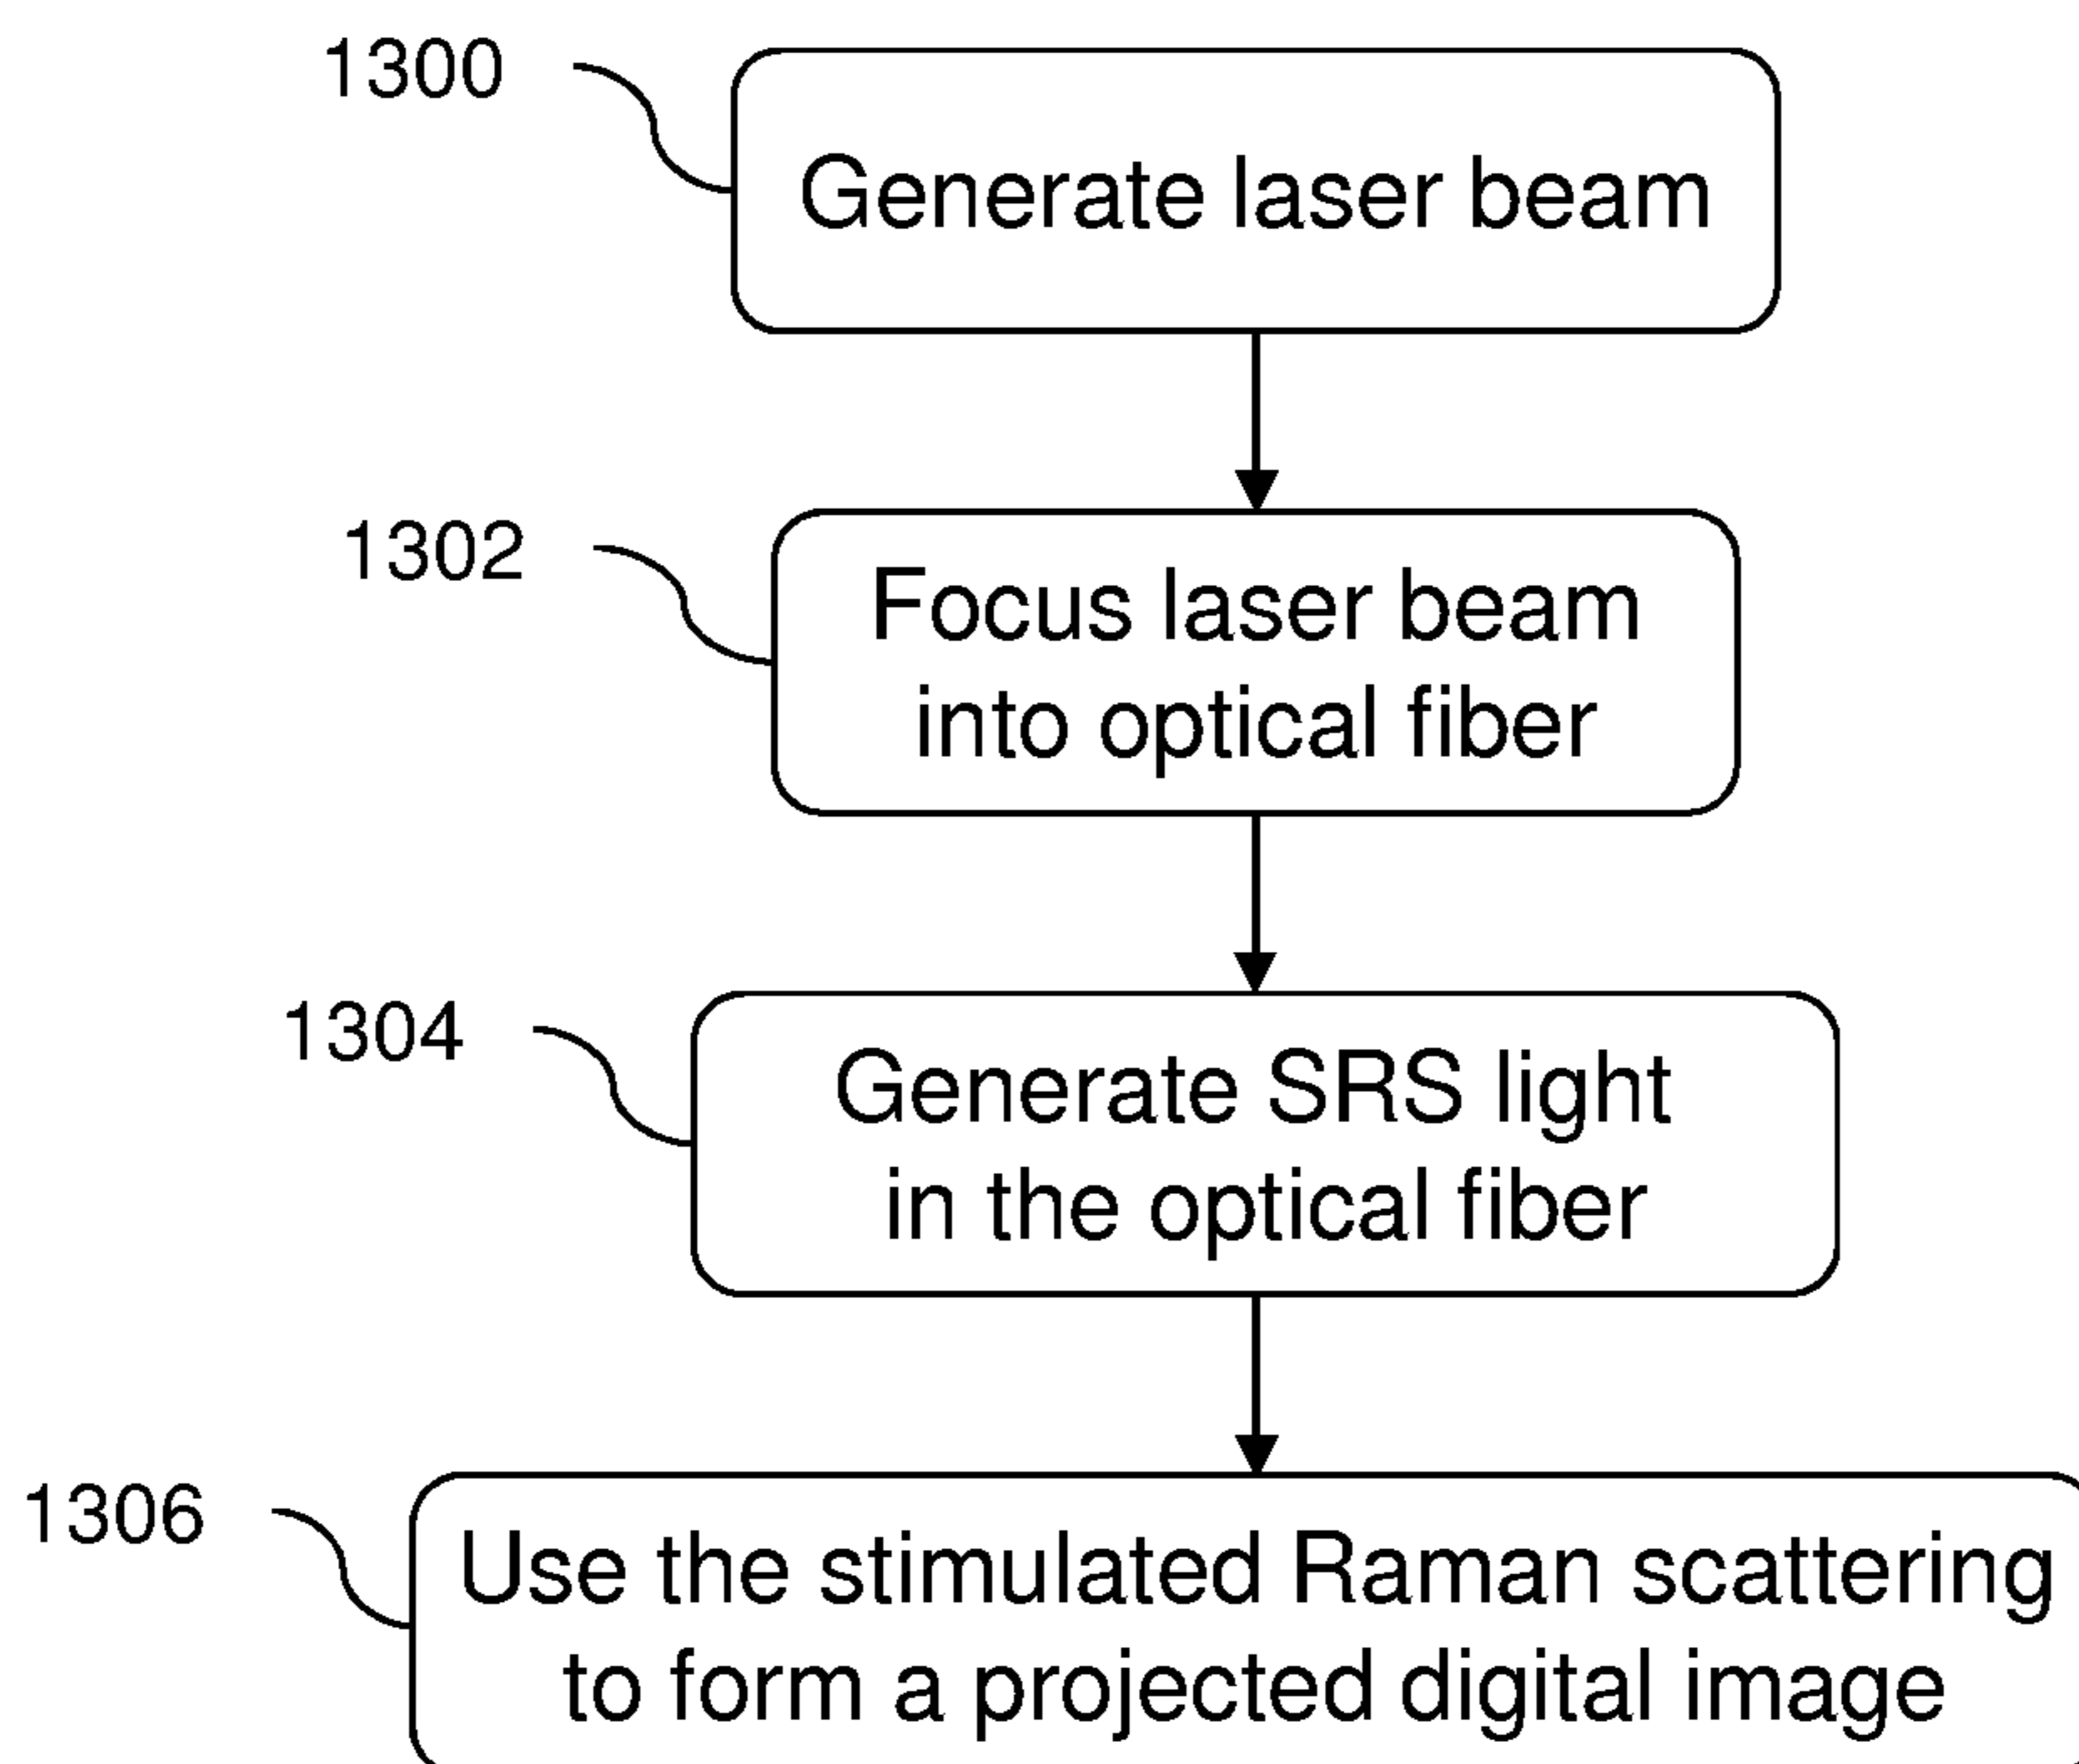 1300
Generate laser beam
1302
Focus laser beam
into optical fiber
1304
Generate SRS light
in the optical fiber
1306
Use the stimulated Raman scattering
to form a projected digital image